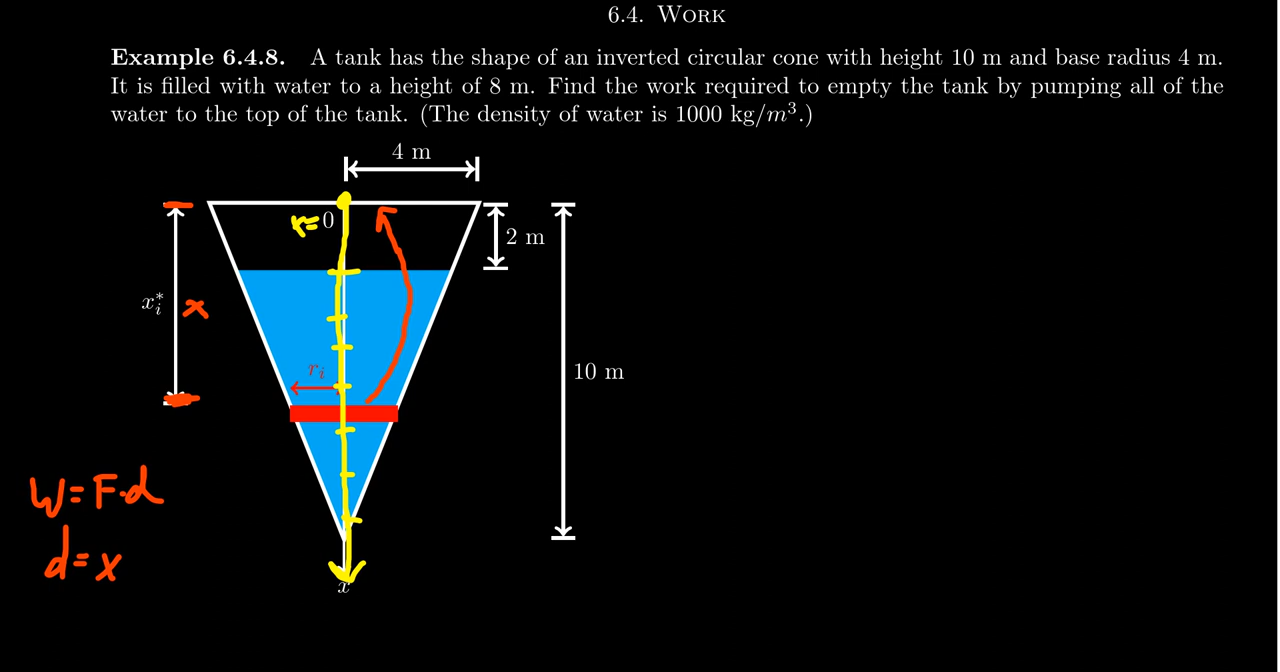 6.4. WORK
Example 6.4.8. A tank has the shape of an inverted circular cone with height 10 m and base radius 4 m.
It is filled with water to a height of 8 m. Find the work required to empty the tank by pumping all of the
water to the top of the tank. (The density of water is 1000 kg/m³.)
4 m
x=0
2 m
x_i^*
x
10 m
r_i
W=F·d
d=x
x